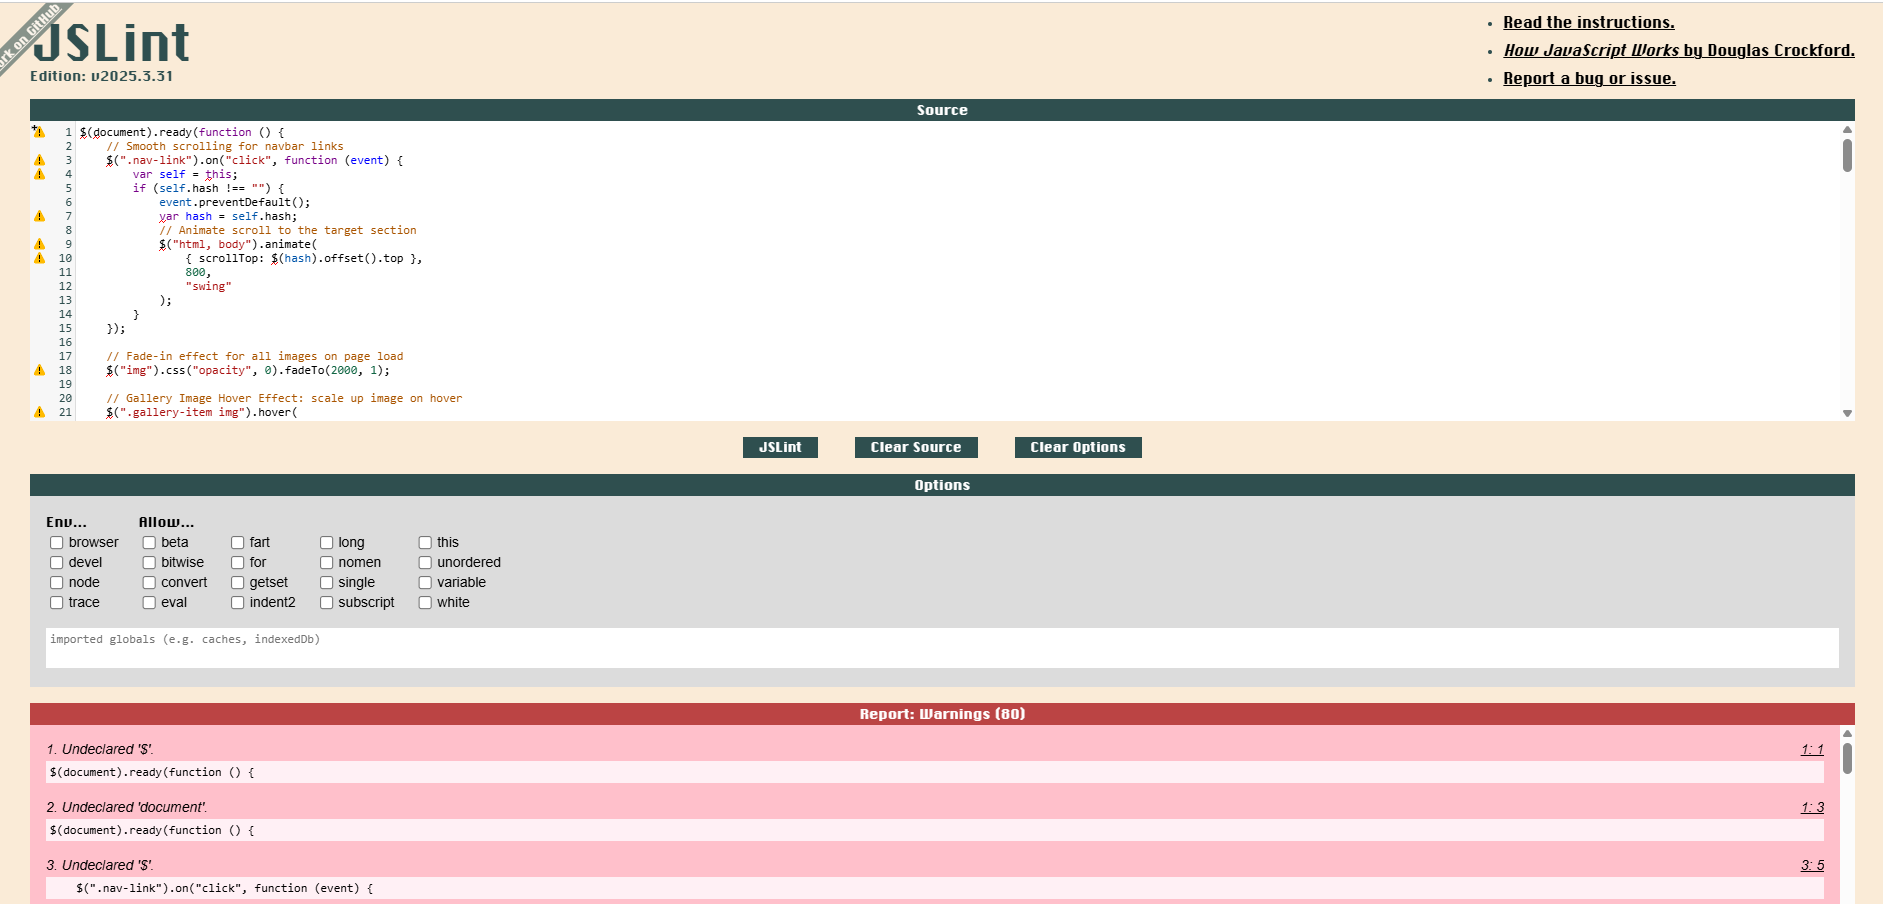 ork on GitHub
JSLint
Edition: v2025.3.31
• Read the instructions.
• How JavaScript Works by Douglas Crockford.
• Report a bug or issue.
Source
1 $(document).ready(function () {
2     // Smooth scrolling for navbar links
3     $(".nav-link").on("click", function (event) {
4         var self = this;
5         if (self.hash !== "") {
6             event.preventDefault();
7             var hash = self.hash;
8             // Animate scroll to the target section
9             $("html, body").animate(
10                 { scrollTop: $(hash).offset().top },
11                 800,
12                 "swing"
13             );
14         }
15     });
16
17     // Fade-in effect for all images on page load
18     $("img").css("opacity", 0).fadeTo(2000, 1);
19
20     // Gallery Image Hover Effect: scale up image on hover
21     $(".gallery-item img").hover(
JSLint Clear Source Clear Options
Options
Env... Allow...
browser beta fart long this
devel bitwise for nomen unordered
node convert getset single variable
trace eval indent2 subscript white
imported globals (e.g. caches, indexedDb)
Report: Warnings (80)
1. Undeclared '$'. 1: 1
$(document).ready(function () {
2. Undeclared 'document'. 1: 3
$(document).ready(function () {
3. Undeclared '$'. 3: 5
    $(".nav-link").on("click", function (event) {